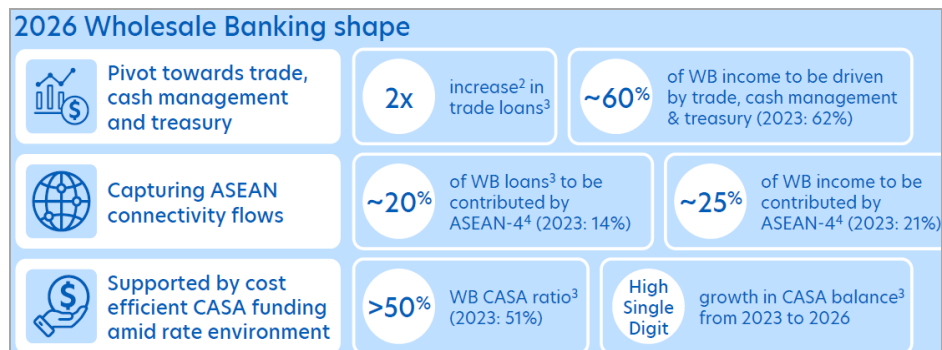 2026 Wholesale Banking shape
Pivot towards trade,
cash management
and treasury
2x
increase² in
trade loans³
~60%
of WB income to be driven
by trade, cash management
& treasury (2023: 62%)
Capturing ASEAN
connectivity flows
~20%
of WB loans³ to be
contributed by
ASEAN-4⁴ (2023: 14%)
~25%
of WB income to be
contributed by
ASEAN-4⁴ (2023: 21%)
Supported by cost
efficient CASA funding
amid rate environment
>50%
WB CASA ratio³
(2023: 51%)
High
Single
Digit
growth in CASA balance³
from 2023 to 2026